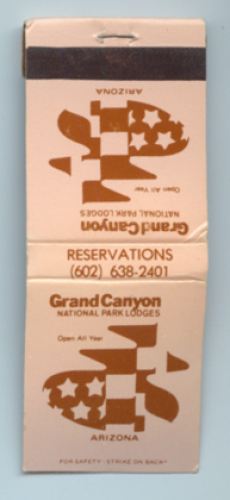 ARIZONA
Open All Year
NATIONAL PARK LODGES
Grand Canyon
RESERVATIONS
(602) 638-2401
Grand Canyon
NATIONAL PARK LODGES
Open All Year
ARIZONA
FOR SAFETY · STRIKE ON BACK